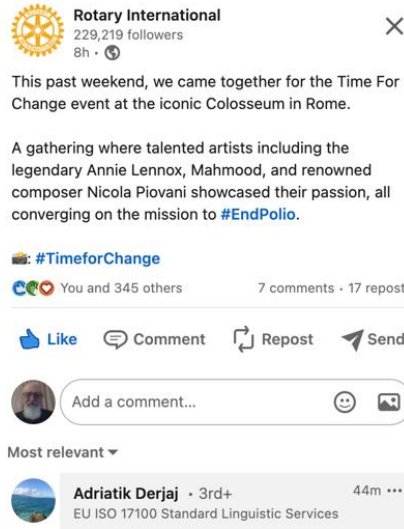 Rotary International
229,219 followers
8h •
This past weekend, we came together for the Time For
Change event at the iconic Colosseum in Rome.
A gathering where talented artists including the
legendary Annie Lennox, Mahmood, and renowned
composer Nicola Piovani showcased their passion, all
converging on the mission to #EndPolio.
📸: #TimeforChange
You and 345 others 7 comments • 17 repost
Like Comment Repost Send
Add a comment...
Most relevant
Adriatik Derjaj • 3rd+ 44m •••
EU ISO 17100 Standard Linguistic Services